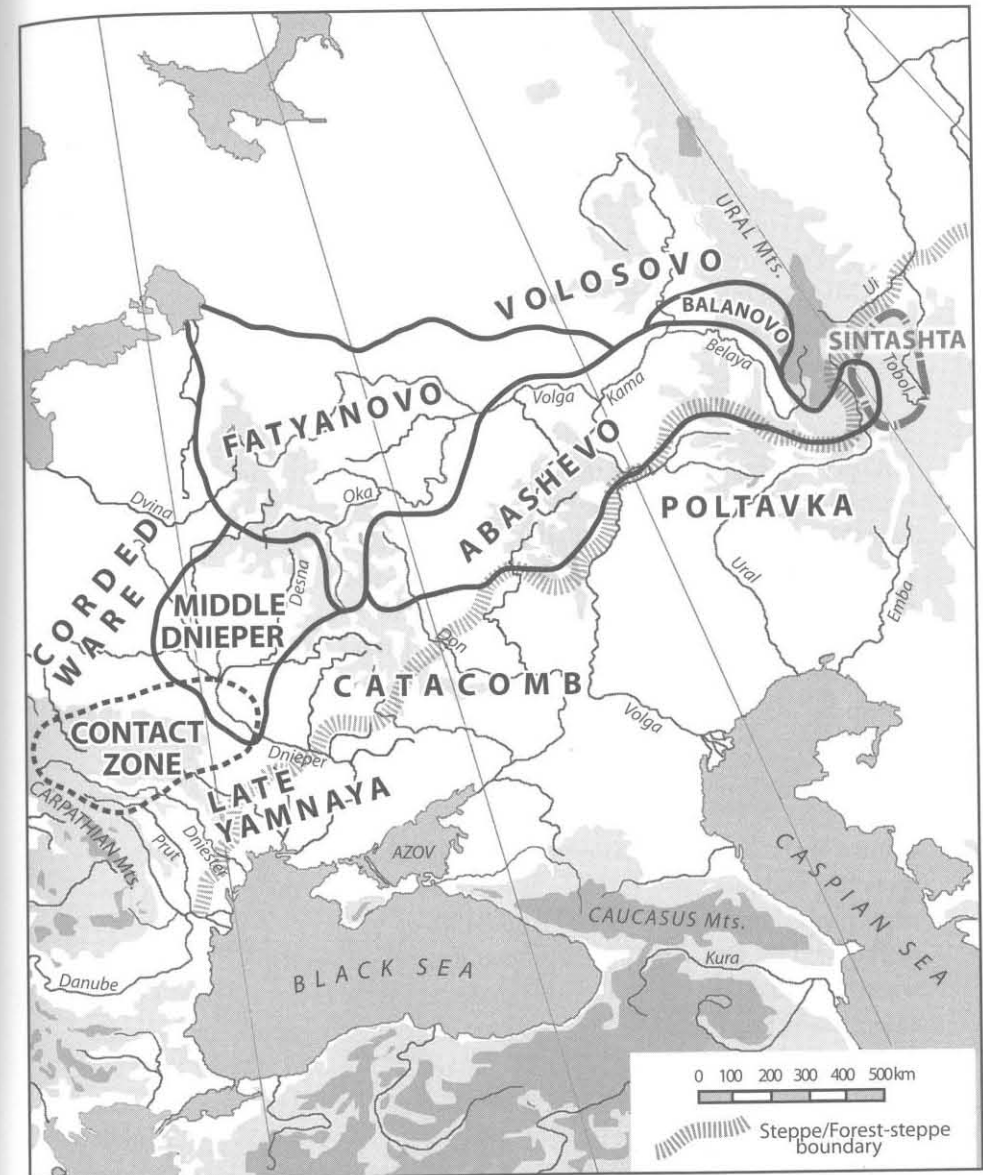 URAL Mts.
VOLOSOVO
BALANOVO
Ui
SINTASHTA
Tobol
Belaya
FATYANOVO
Volga
Kama
ABASHEVO
Oka
Dvina
POLTAVKA
CORDED
WARE
Desna
MIDDLE
DNIEPER
Ural
Emba
Don
CATACOMB
Volga
CONTACT
ZONE
Dnieper
LATE
YAMNAYA
CARPATHIAN Mts.
Prut
Dniester
AZOV
CASPIAN SEA
CAUCASUS Mts.
Kura
BLACK SEA
Danube
0 100 200 300 400 500km
Steppe/Forest-steppe
boundary